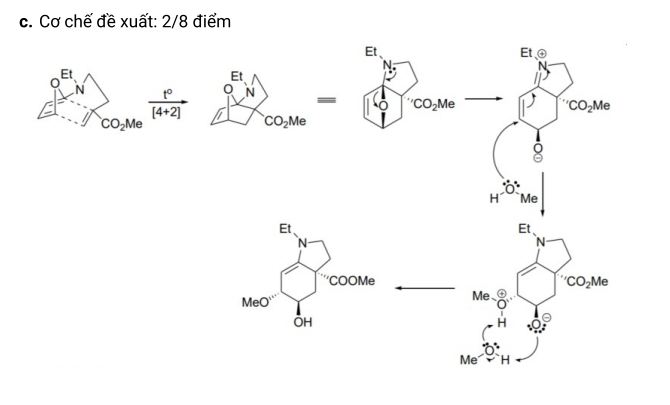 c. Cơ chế đề xuất: 2/8 điểm
O Et N CO₂Me
t⁰
[4+2]
O Et N CO₂Me
Et N O CO₂Me
Et ⊕ N CO₂Me O ⊖
H O Me
Et N COOMe MeO OH
Et N CO₂Me Me ⊕ O H O ⊖
Me O H